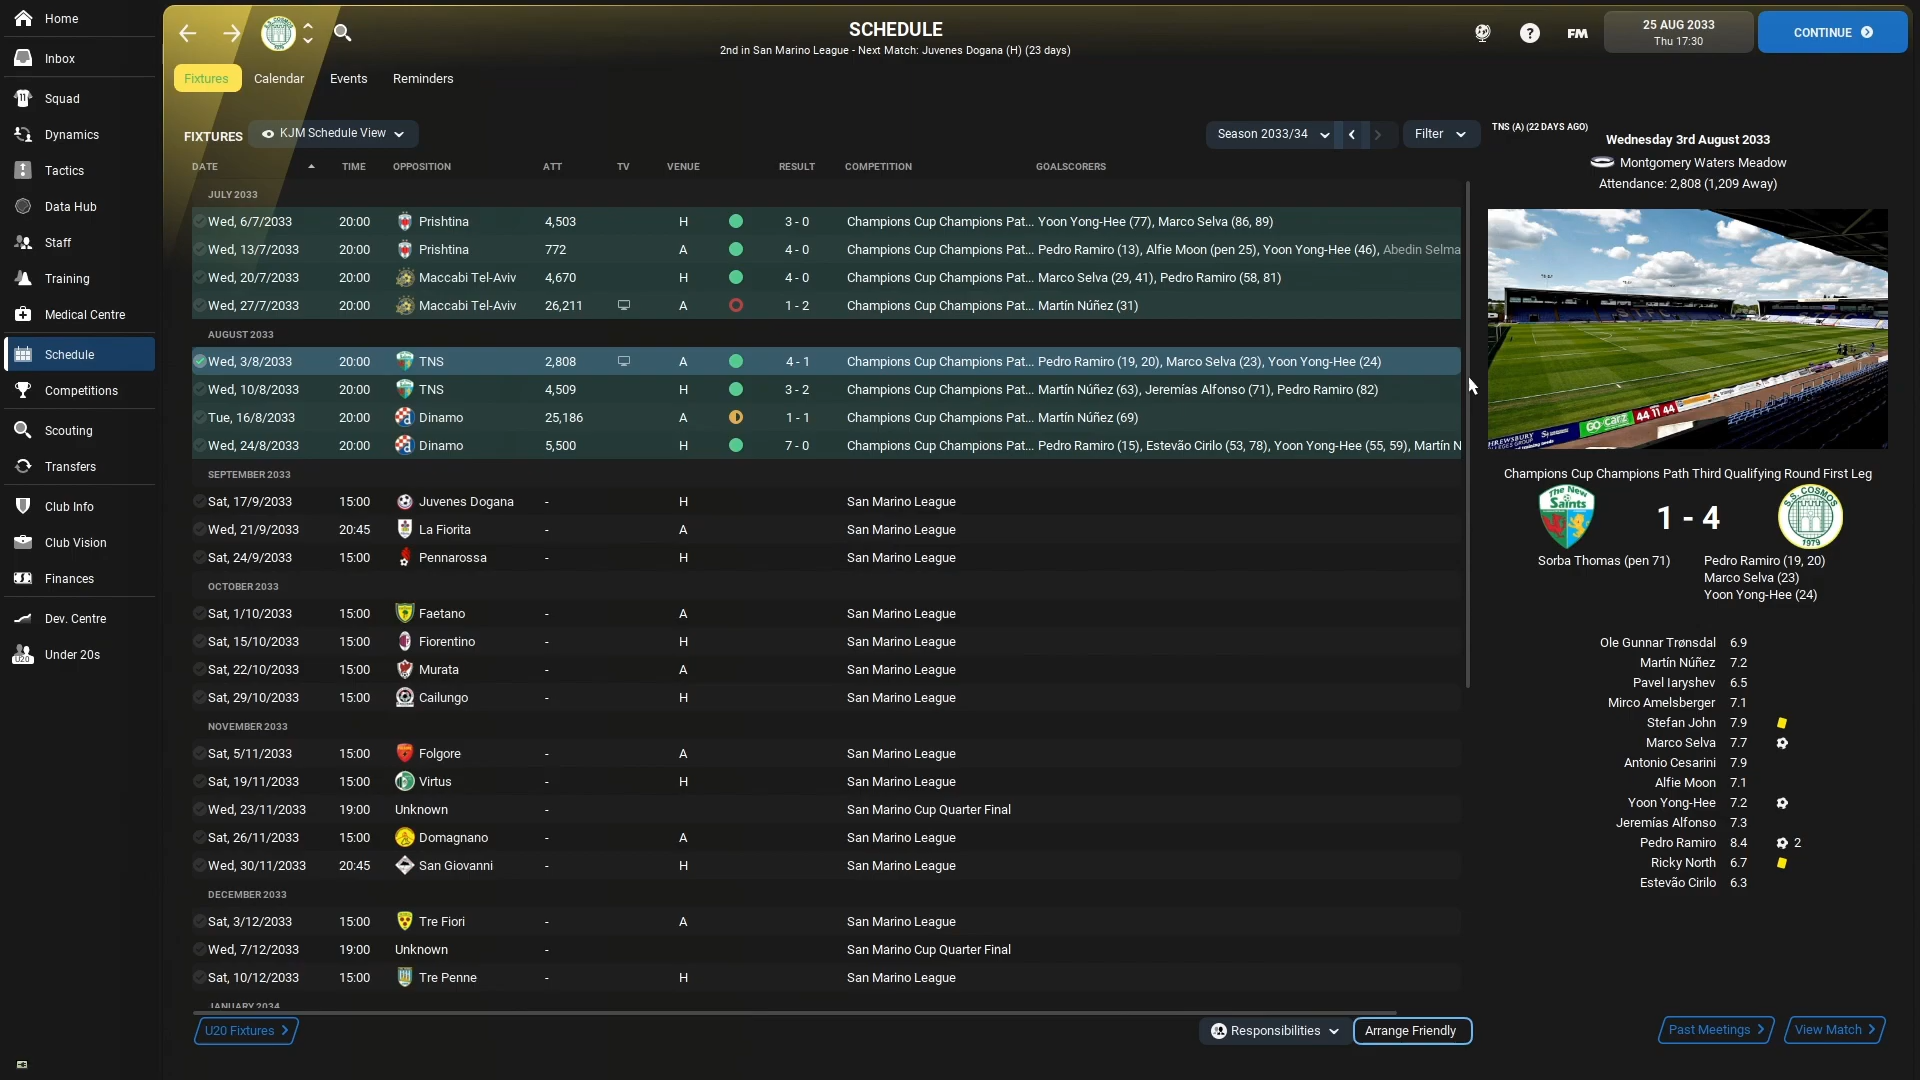 Home
Inbox
Squad
Dynamics
Tactics
Data Hub
Staff
Training
Medical Centre
Schedule
Competitions
Scouting
Transfers
Club Info
Club Vision
Finances
Dev. Centre
U20 Under 20s
SCHEDULE
2nd in San Marino League - Next Match: Juvenes Dogana (H) (23 days)
FM
25 AUG 2033
Thu 17:30
CONTINUE
Fixtures Calendar Events Reminders
FIXTURES KJM Schedule View Season 2033/34 Filter
DATE TIME OPPOSITION ATT TV VENUE RESULT COMPETITION GOALSCORERS
JULY 2033
Wed, 6/7/2033 20:00 Prishtina 4,503 H 3 - 0 Champions Cup Champions Pat... Yoon Yong-Hee (77), Marco Selva (86, 89)
Wed, 13/7/2033 20:00 Prishtina 772 A 4 - 0 Champions Cup Champions Pat... Pedro Ramiro (13), Alfie Moon (pen 25), Yoon Yong-Hee (46), Abedin Selma
Wed, 20/7/2033 20:00 Maccabi Tel-Aviv 4,670 H 4 - 0 Champions Cup Champions Pat... Marco Selva (29, 41), Pedro Ramiro (58, 81)
Wed, 27/7/2033 20:00 Maccabi Tel-Aviv 26,211 A 1 - 2 Champions Cup Champions Pat... Martín Núñez (31)
AUGUST 2033
Wed, 3/8/2033 20:00 TNS 2,808 A 4 - 1 Champions Cup Champions Pat... Pedro Ramiro (19, 20), Marco Selva (23), Yoon Yong-Hee (24)
Wed, 10/8/2033 20:00 TNS 4,509 H 3 - 2 Champions Cup Champions Pat... Martín Núñez (63), Jeremías Alfonso (71), Pedro Ramiro (82)
Tue, 16/8/2033 20:00 Dinamo 25,186 A 1 - 1 Champions Cup Champions Pat... Martín Núñez (69)
Wed, 24/8/2033 20:00 Dinamo 5,500 H 7 - 0 Champions Cup Champions Pat... Pedro Ramiro (15), Estevão Cirilo (53, 78), Yoon Yong-Hee (55, 59), Martín N
SEPTEMBER 2033
Sat, 17/9/2033 15:00 Juvenes Dogana - H San Marino League
Wed, 21/9/2033 20:45 La Fiorita - A San Marino League
Sat, 24/9/2033 15:00 Pennarossa - H San Marino League
OCTOBER 2033
Sat, 1/10/2033 15:00 Faetano - A San Marino League
Sat, 15/10/2033 15:00 Fiorentino - H San Marino League
Sat, 22/10/2033 15:00 Murata - A San Marino League
Sat, 29/10/2033 15:00 Cailungo - H San Marino League
NOVEMBER 2033
Sat, 5/11/2033 15:00 Folgore - A San Marino League
Sat, 19/11/2033 15:00 Virtus - H San Marino League
Wed, 23/11/2033 19:00 Unknown - San Marino Cup Quarter Final
Sat, 26/11/2033 15:00 Domagnano - A San Marino League
Wed, 30/11/2033 20:45 San Giovanni - H San Marino League
DECEMBER 2033
Sat, 3/12/2033 15:00 Tre Fiori - A San Marino League
Wed, 7/12/2033 19:00 Unknown - San Marino Cup Quarter Final
Sat, 10/12/2033 15:00 Tre Penne - H San Marino League
JANUARY 2034
U20 Fixtures Responsibilities Arrange Friendly
TNS (A) (22 DAYS AGO)
Wednesday 3rd August 2033
Montgomery Waters Meadow
Attendance: 2,808 (1,209 Away)
STFC
GO-carz
44 11 44
Champions Cup Champions Path Third Qualifying Round First Leg
The New Saints
1 - 4
S.S. COSMOS
1979
Sorba Thomas (pen 71)
Pedro Ramiro (19, 20)
Marco Selva (23)
Yoon Yong-Hee (24)
Ole Gunnar Trønsdal 6.9
Martín Núñez 7.2
Pavel Iaryshev 6.5
Mirco Amelsberger 7.1
Stefan John 7.9
Marco Selva 7.7
Antonio Cesarini 7.9
Alfie Moon 7.1
Yoon Yong-Hee 7.2
Jeremías Alfonso 7.3
Pedro Ramiro 8.4 2
Ricky North 6.7
Estevão Cirilo 6.3
Past Meetings View Match